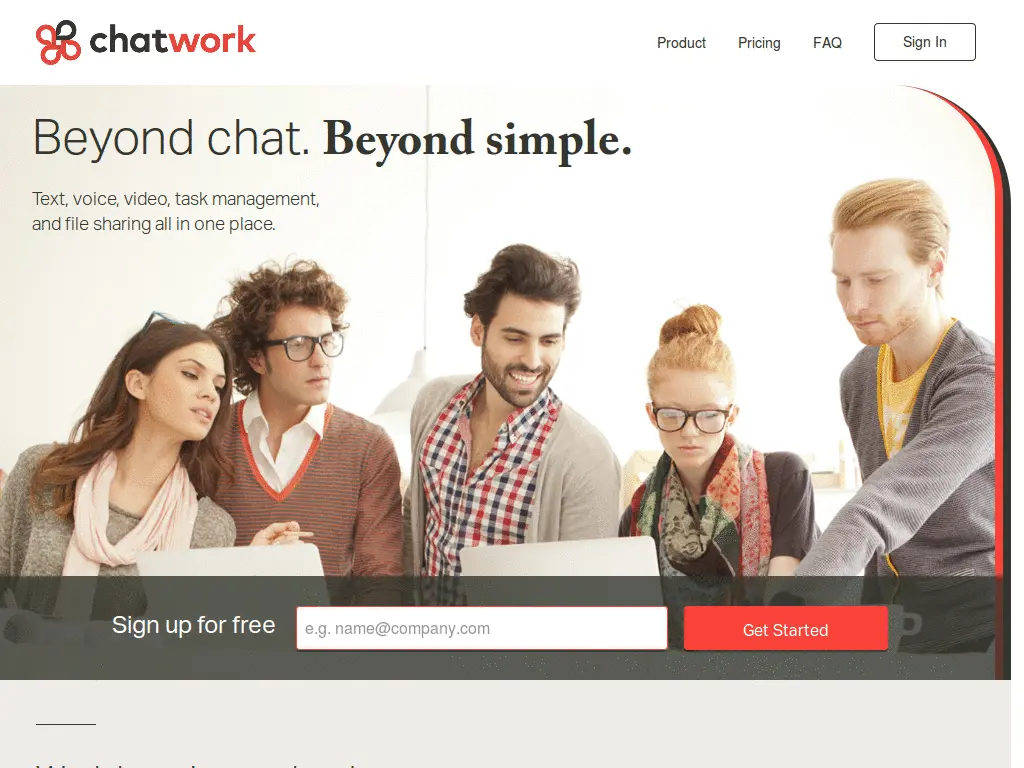 chatwork
Product
Pricing
FAQ
Sign In
Beyond chat. Beyond simple.
Text, voice, video, task management,
and file sharing all in one place.
Sign up for free
e.g. name@company.com
Get Started